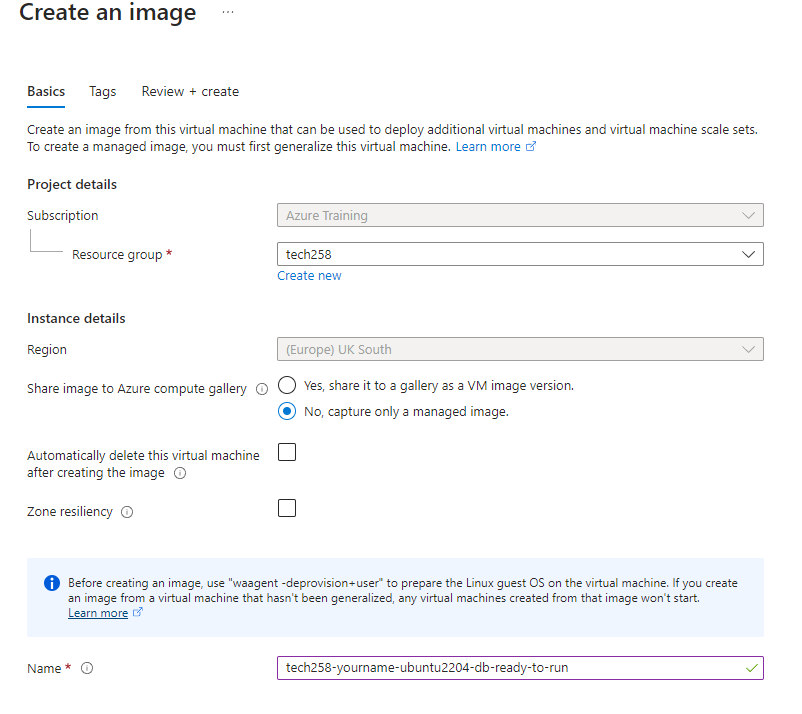 Create an image ...
Basics Tags Review + create
Create an image from this virtual machine that can be used to deploy additional virtual machines and virtual machine scale sets.
To create a managed image, you must first generalize this virtual machine. Learn more
Project details
Subscription Azure Training
Resource group * tech258
Create new
Instance details
Region (Europe) UK South
Share image to Azure compute gallery Yes, share it to a gallery as a VM image version.
No, capture only a managed image.
Automatically delete this virtual machine
after creating the image
Zone resiliency
Before creating an image, use "waagent -deprovision+user" to prepare the Linux guest OS on the virtual machine. If you create
an image from a virtual machine that hasn't been generalized, any virtual machines created from that image won't start.
Learn more
Name * tech258-yourname-ubuntu2204-db-ready-to-run